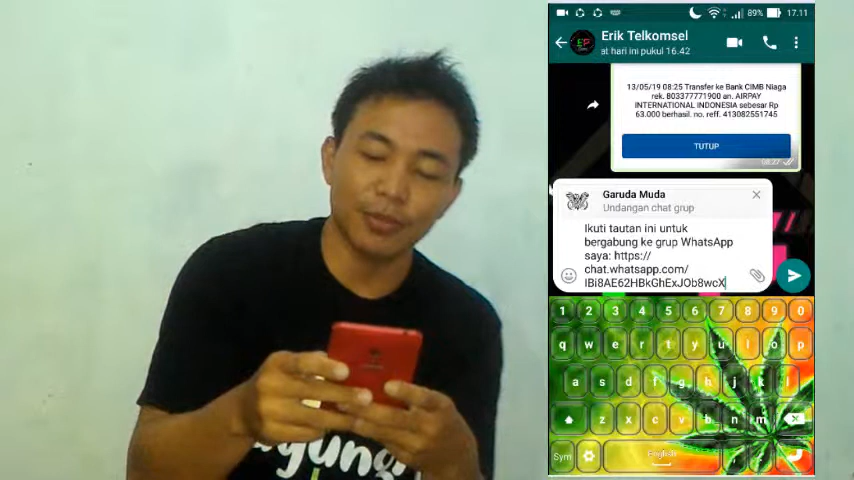 89% 17.11
Erik Telkomsel
at hari ini pukul 16.42
13/05/19 08:25 Transfer ke Bank CIMB Niaga
rek. 803377771900 an. AIRPAY
INTERNATIONAL INDONESIA sebesar Rp
63.000 berhasil. no. reff. 413082551745
TUTUP
08:27
Garuda Muda
Undangan chat grup
Ikuti tautan ini untuk
bergabung ke grup WhatsApp
saya: https://
chat.whatsapp.com/
IBi8AE62HBkGhExJOb8wcX
1 2 3 4 5 6 7 8 9 0
q w e r t y u i o p
a s d f g h j k l
z x c v b n m
Sym English